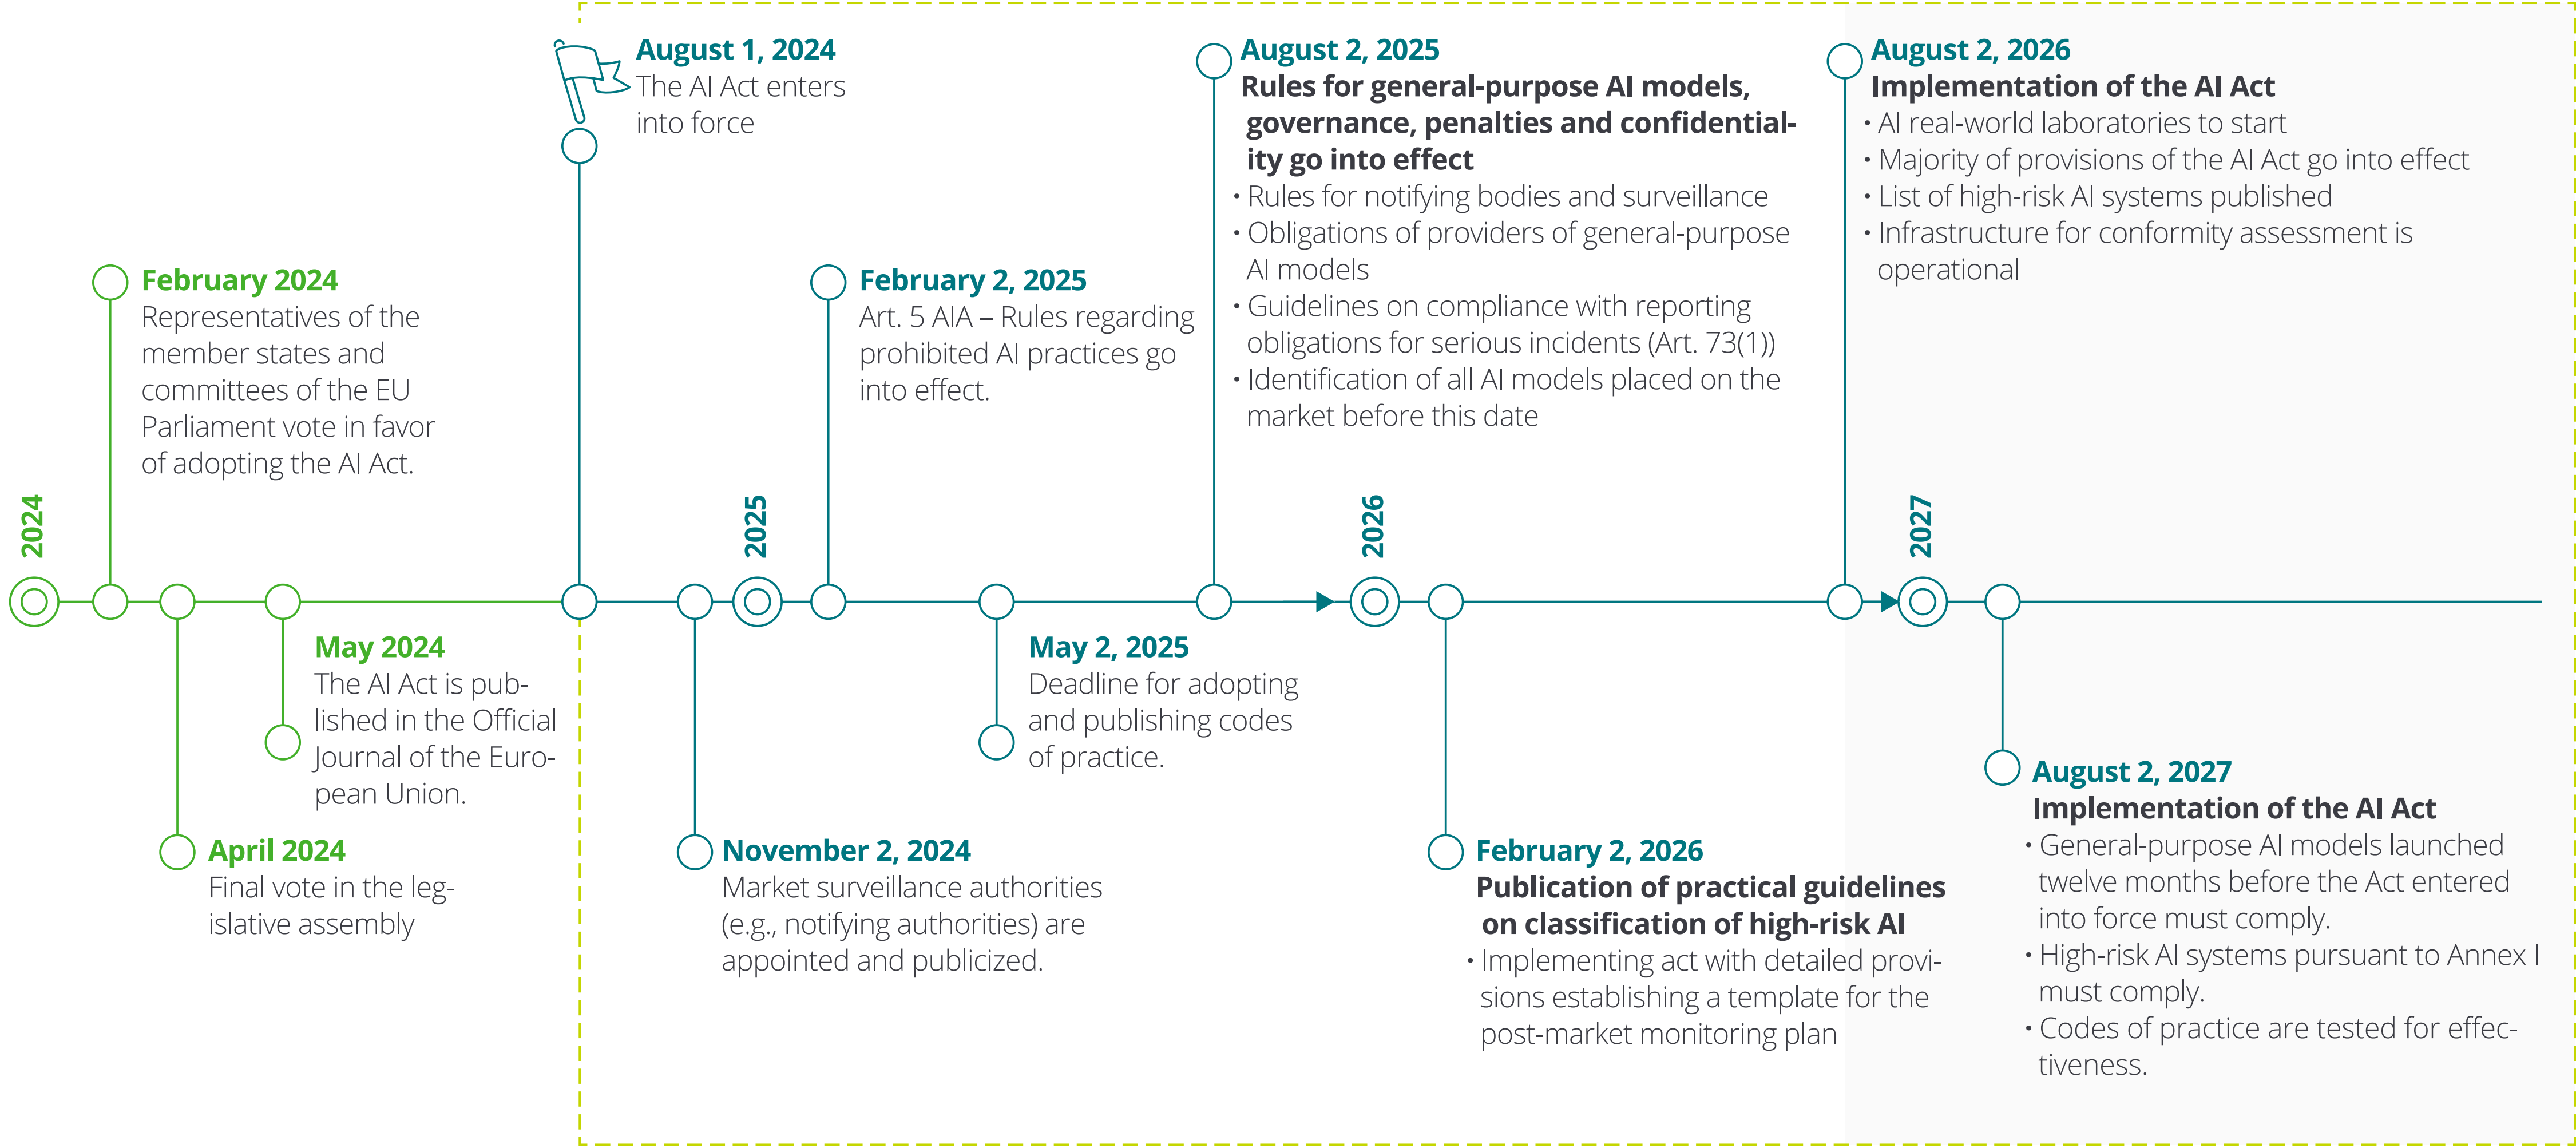 August 1, 2024
The AI Act enters
into force
August 2, 2025
Rules for general-purpose AI models,
governance, penalties and confidential-
ity go into effect
• Rules for notifying bodies and surveillance
• Obligations of providers of general-purpose
AI models
• Guidelines on compliance with reporting
obligations for serious incidents (Art. 73(1))
• Identification of all AI models placed on the
market before this date
August 2, 2026
Implementation of the AI Act
• AI real-world laboratories to start
• Majority of provisions of the AI Act go into effect
• List of high-risk AI systems published
• Infrastructure for conformity assessment is
operational
February 2024
Representatives of the
member states and
committees of the EU
Parliament vote in favor
of adopting the AI Act.
February 2, 2025
Art. 5 AIA – Rules regarding
prohibited AI practices go
into effect.
2024
2025
2026
2027
May 2024
The AI Act is pub-
lished in the Official
Journal of the Euro-
pean Union.
May 2, 2025
Deadline for adopting
and publishing codes
of practice.
April 2024
Final vote in the leg-
islative assembly
November 2, 2024
Market surveillance authorities
(e.g., notifying authorities) are
appointed and publicized.
February 2, 2026
Publication of practical guidelines
on classification of high-risk AI
• Implementing act with detailed provi-
sions establishing a template for the
post-market monitoring plan
August 2, 2027
Implementation of the AI Act
• General-purpose AI models launched
twelve months before the Act entered
into force must comply.
• High-risk AI systems pursuant to Annex I
must comply.
• Codes of practice are tested for effec-
tiveness.